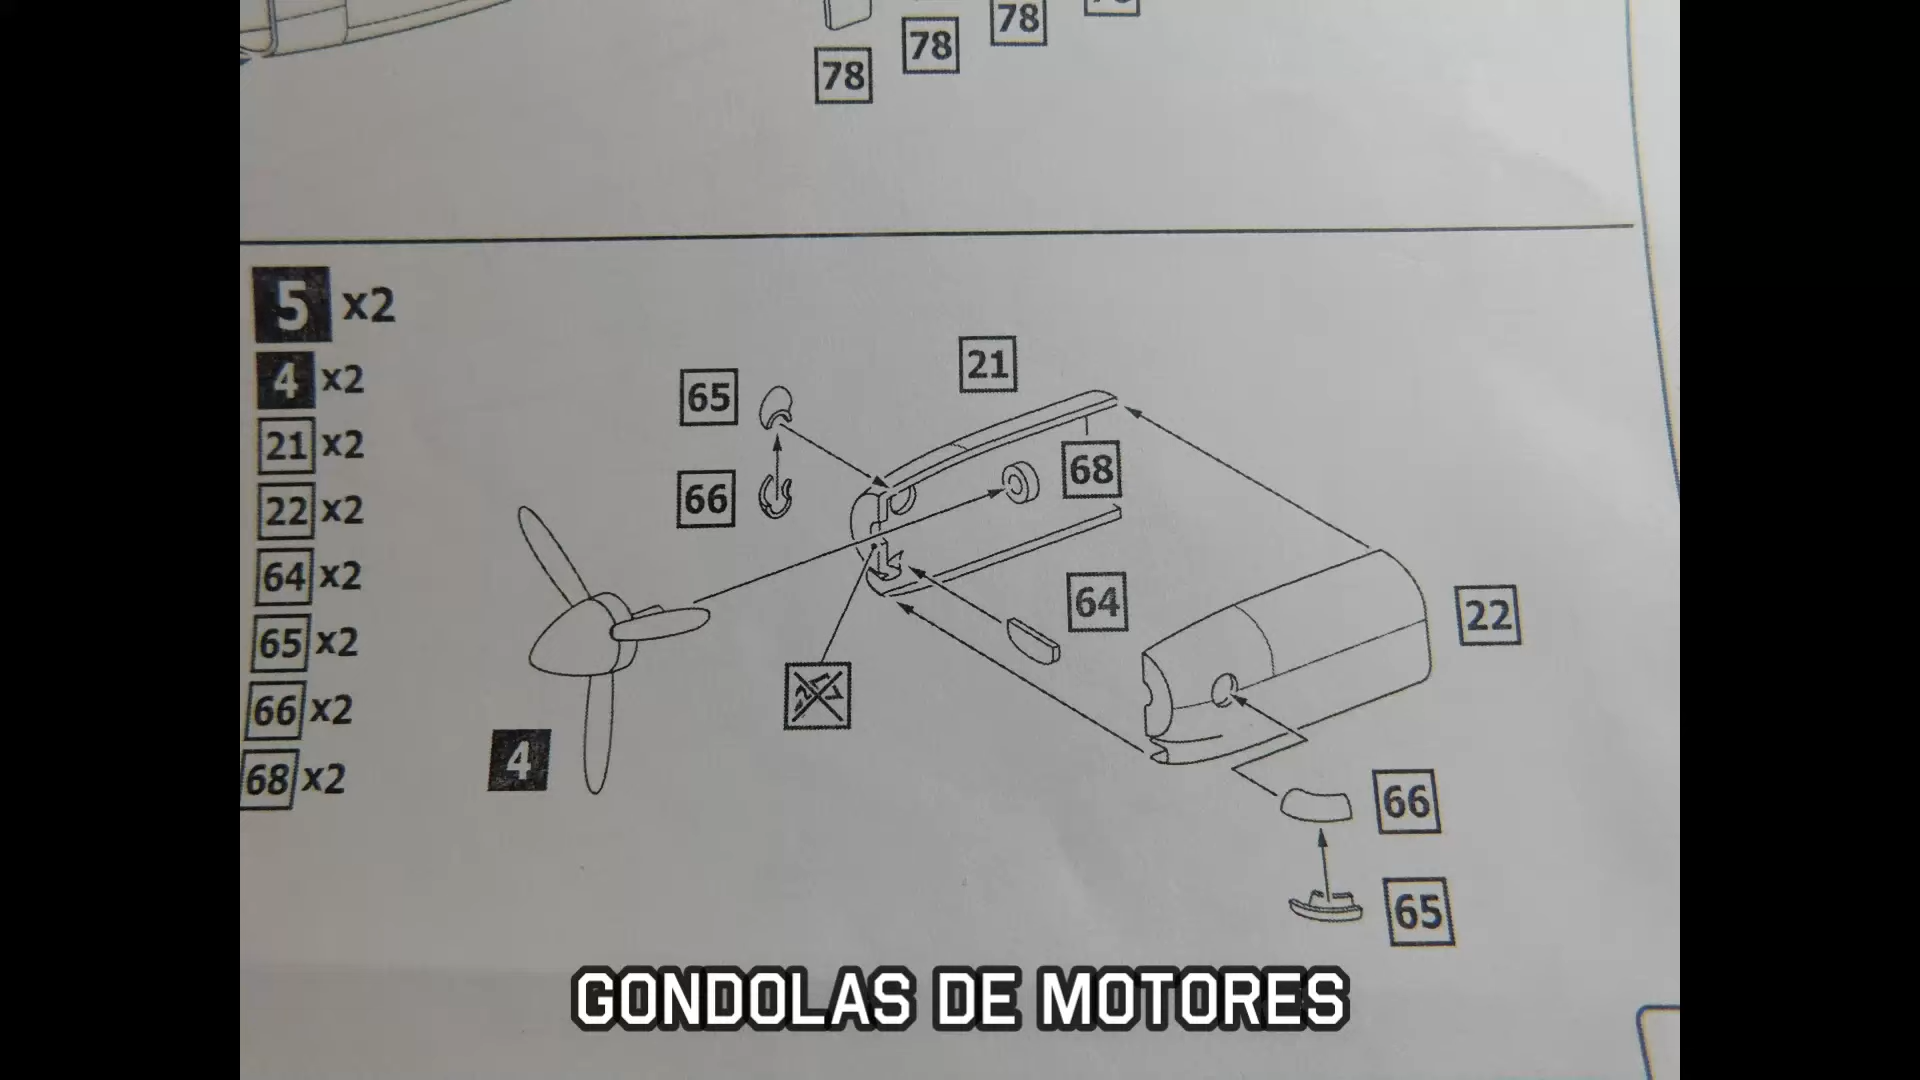 78
78
78
5 x2
4 x2
21 x2
22 x2
64 x2
65 x2
66 x2
68 x2
21
65
68
66
64
22
4
66
65
GONDOLAS DE MOTORES